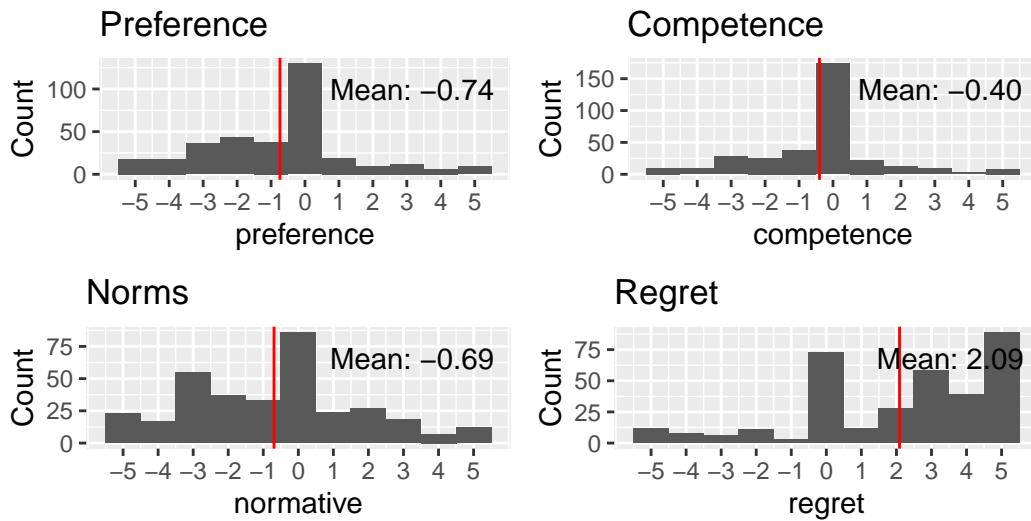 Preference
Count
100
50
0
Mean: −0.74
−5 −4 −3 −2 −1 0 1 2 3 4 5
preference
Competence
Count
150
100
50
0
Mean: −0.40
−5 −4 −3 −2 −1 0 1 2 3 4 5
competence
Norms
Count
75
50
25
0
Mean: −0.69
−5 −4 −3 −2 −1 0 1 2 3 4 5
normative
Regret
Count
75
50
25
0
Mean: 2.09
−5 −4 −3 −2 −1 0 1 2 3 4 5
regret